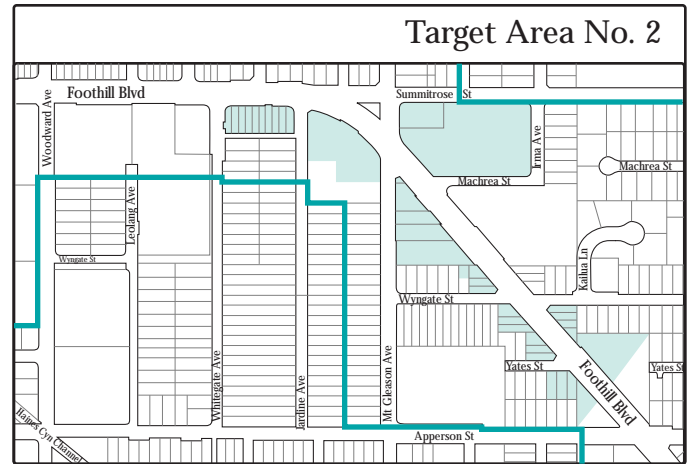 Target Area No. 2
Foothill Blvd
Summitrose St
Woodward Ave
Irma Ave
Machrea St
Machrea St
Leolang Ave
Wyngate St
Kailua Ln
Wyngate St
Whitegate Ave
Jardine Ave
Mt Gleason Ave
Yates St
Yates St
Foothill Blvd
Haines Cyn Channel
Apperson St